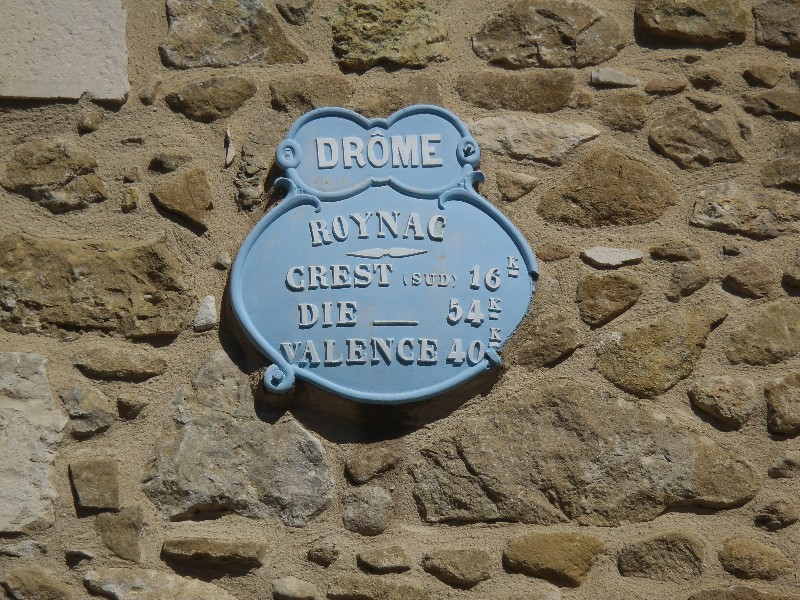 DRÔME
ROYNAC
CREST (SUD) 16 K
DIE 54 K
VALENCE 40 K